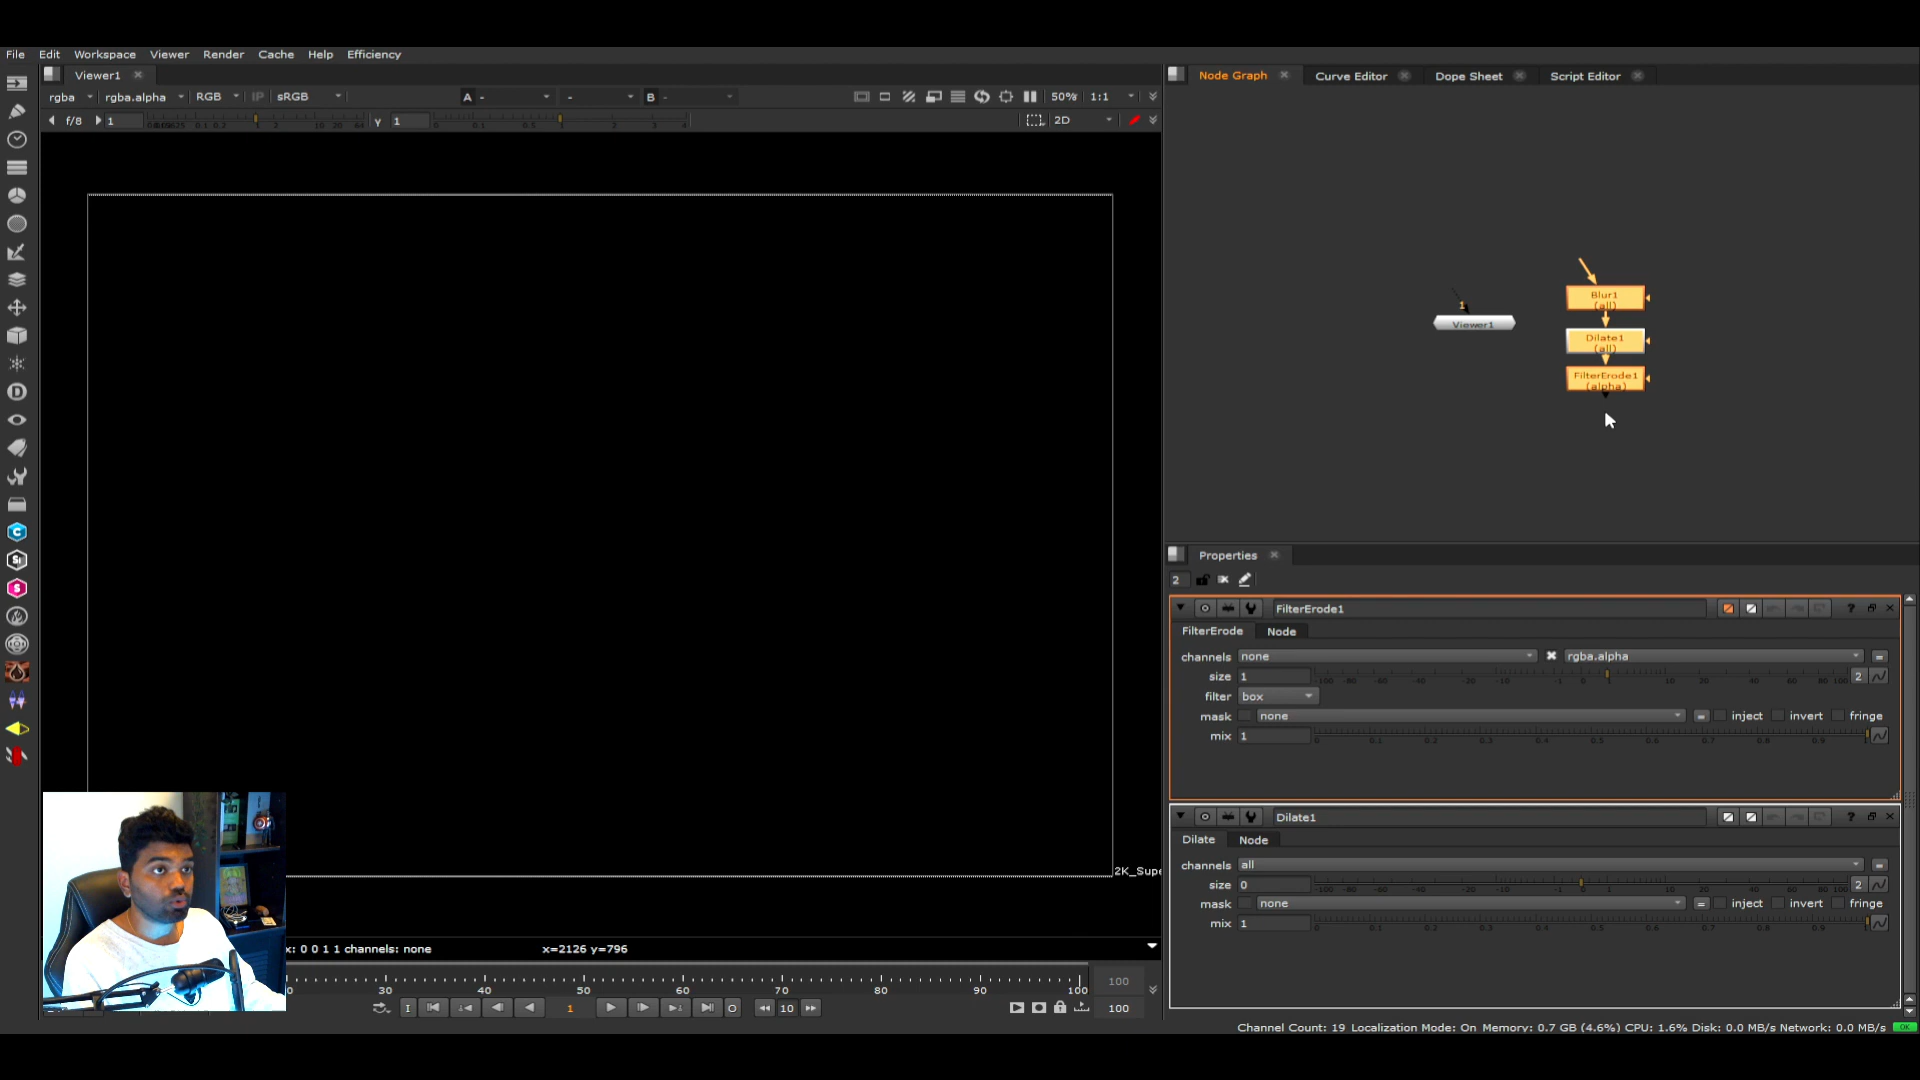 File Edit Workspace Viewer Render Cache Help Efficiency
Viewer1
Node Graph Curve Editor Dope Sheet Script Editor
rgba rgba.alpha RGB IP sRGB A - - B - 50% 1:1
f/8 1 Y 1 2D
1
Viewer1
Blur1
(all)
Dilate1
(all)
FilterErode1
(alpha)
Properties
2
FilterErode1
FilterErode Node
channels none rgba.alpha =
size 1 2
filter box
mask none = inject invert fringe
mix 1
Dilate1
Dilate Node
channels all =
size 0 2
mask none = inject invert fringe
mix 1
2K_Supe
x: 0 0 1 1 channels: none x=2126 y=796
0 30 40 50 60 70 80 90 100 100
I 1 O 10 100
Channel Count: 19 Localization Mode: On Memory: 0.7 GB (4.6%) CPU: 1.6% Disk: 0.0 MB/s Network: 0.0 MB/s